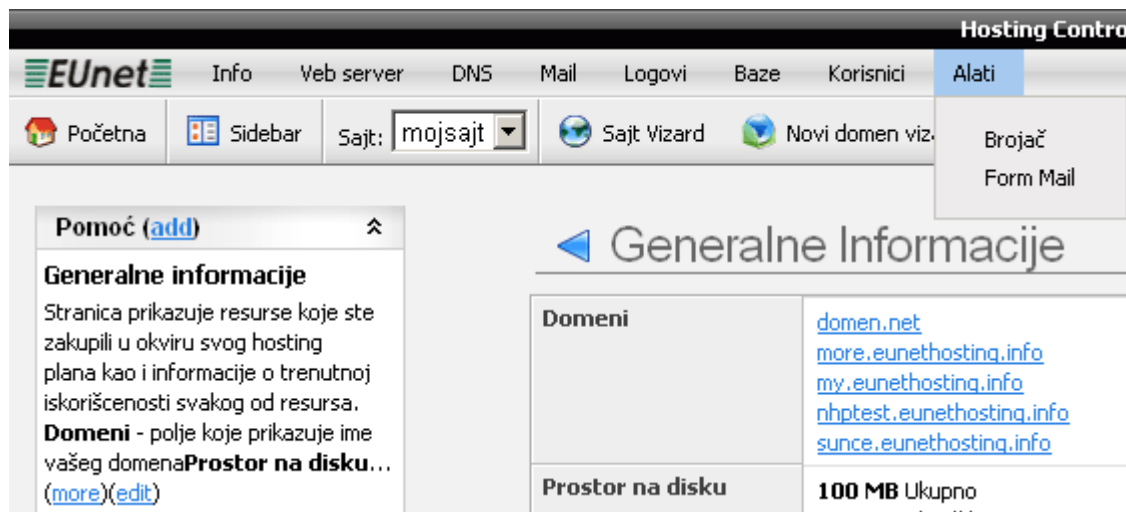 Hosting Contro
EUnet Info Veb server DNS Mail Logovi Baze Korisnici Alati
Početna Sidebar Sajt: mojsajt Sajt Vizard Novi domen viz
Brojač
Form Mail
Pomoć (add)
Generalne informacije
Stranica prikazuje resurse koje ste
zakupili u okviru svog hosting
plana kao i informacije o trenutnoj
iskorišcenosti svakog od resursa.
Domeni - polje koje prikazuje ime
vašeg domenaProstor na disku...
(more)(edit)
Generalne Informacije
Domeni
domen.net
more.eunethosting.info
my.eunethosting.info
nhptest.eunethosting.info
sunce.eunethosting.info
Prostor na disku
100 MB Ukupno